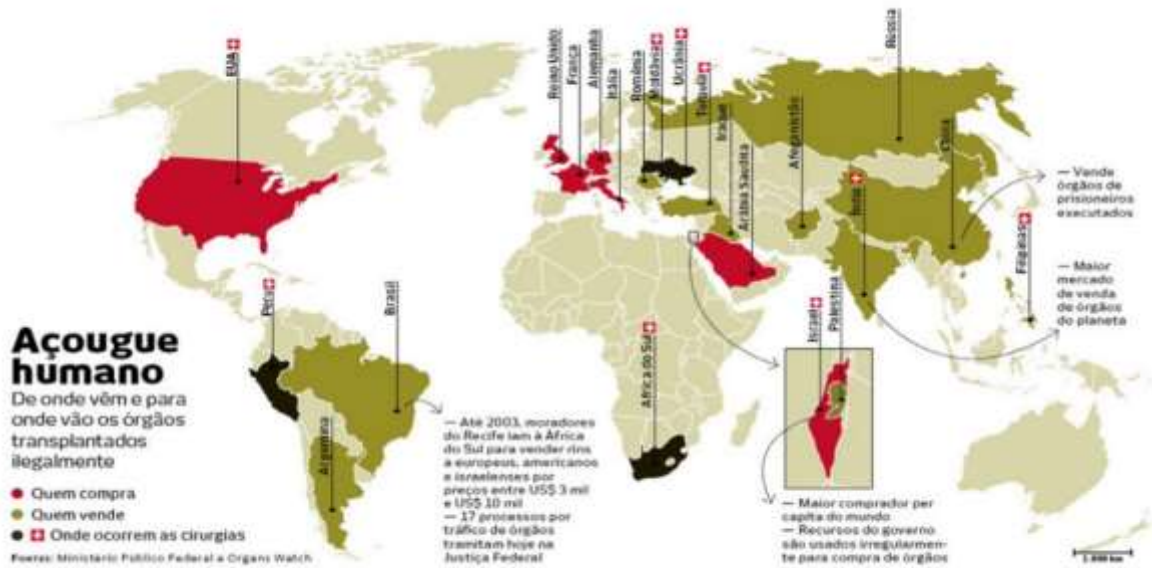 EUA
Reino Unido
França
Alemanha
Itália
Romênia
Moldávia
Ucrânia
Turquia
Iraque
Arábia Saudita
Afeganistão
Rússia
China
Índia
Filipinas
— Vende
órgãos de
prisioneiros
executados
— Maior
mercado
de venda
de órgãos
do planeta
Peru
Brasil
Argentina
África do Sul
Israel
Palestina
Açougue
humano
De onde vêm e para
onde vão os órgãos
transplantados
ilegalmente
Quem compra
Quem vende
Onde ocorrem as cirurgias
Fontes: Ministério Público Federal e Organs Watch
— Até 2003, moradores
do Recife iam à África
do Sul para vender rins
a europeus, americanos
e israelenses por
preços entre US$ 3 mil
e US$ 10 mil
— 17 processos por
tráfico de órgãos
tramitam hoje na
Justiça Federal
— Maior comprador per
capita do mundo
— Recursos do governo
são usados irregularmen-
te para compra de órgãos